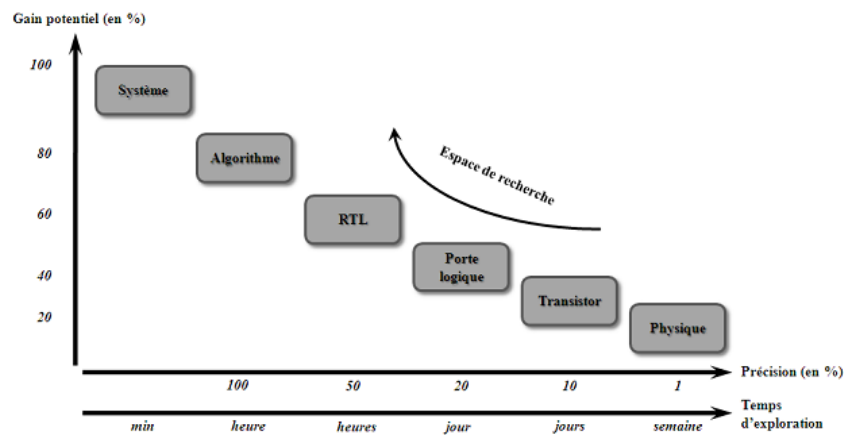 Gain potentiel (en %)
100
Système
80
Algorithme
Espace de recherche
60
RTL
Porte
logique
40
Transistor
20
Physique
Précision (en %)
100 50 20 10 1
Temps
d'exploration
min heure heures jour jours semaine